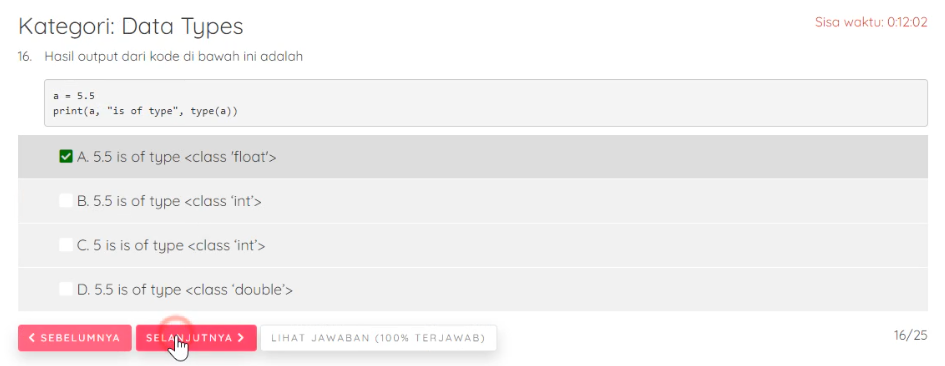 Kategori: Data Types
Sisa waktu: 0:12:02
16. Hasil output dari kode di bawah ini adalah
a = 5.5
print(a, "is of type", type(a))
A. 5.5 is of type <class 'float'>
B. 5.5 is of type <class ‘int’>
C. 5 is is of type <class ‘int’>
D. 5.5 is of type <class ‘double’>
< SEBELUMNYA SELANJUTNYA > LIHAT JAWABAN (100% TERJAWAB) 16/25